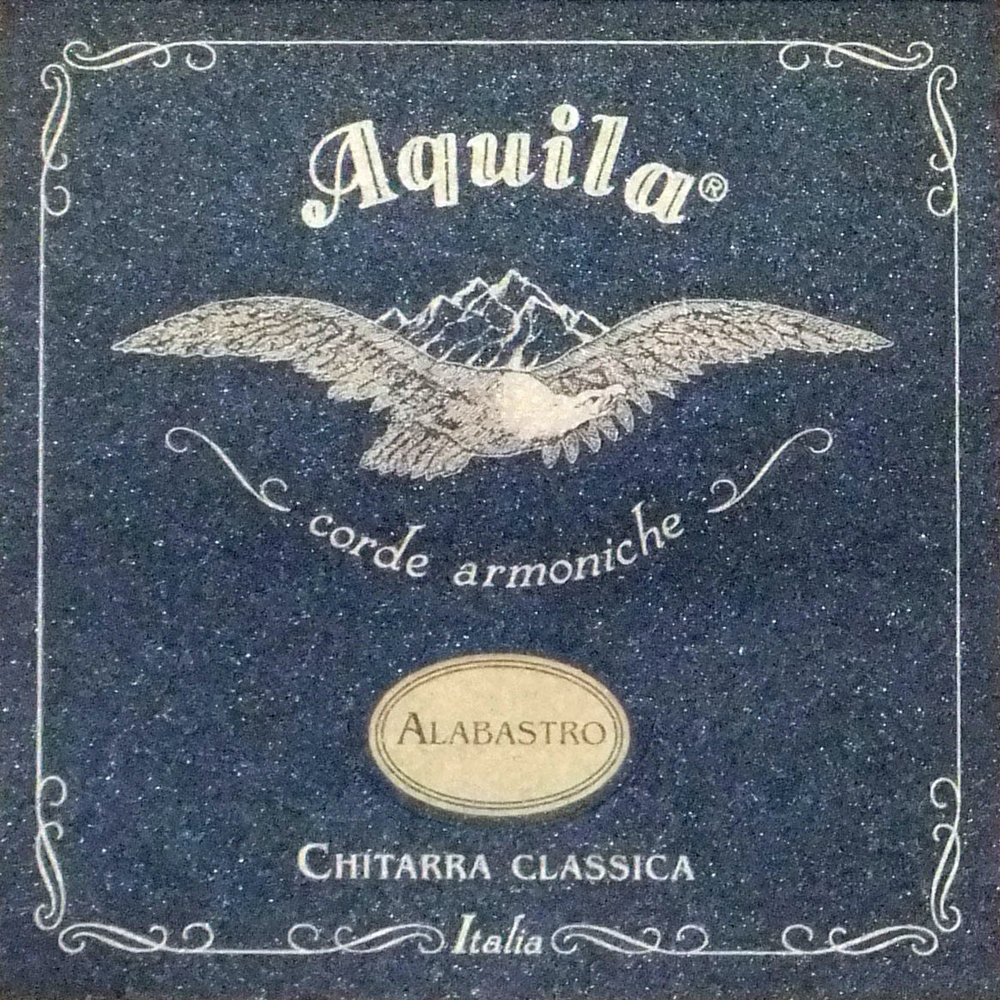 Aquila®
corde armoniche
ALABASTRO
CHITARRA CLASSICA
Italia